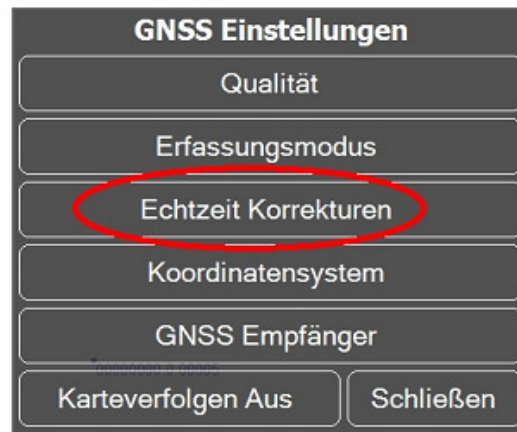 GNSS Einstellungen
Qualität
Erfassungsmodus
Echtzeit Korrekturen
Koordinatensystem
GNSS Empfänger
Karteverfolgen Aus Schließen